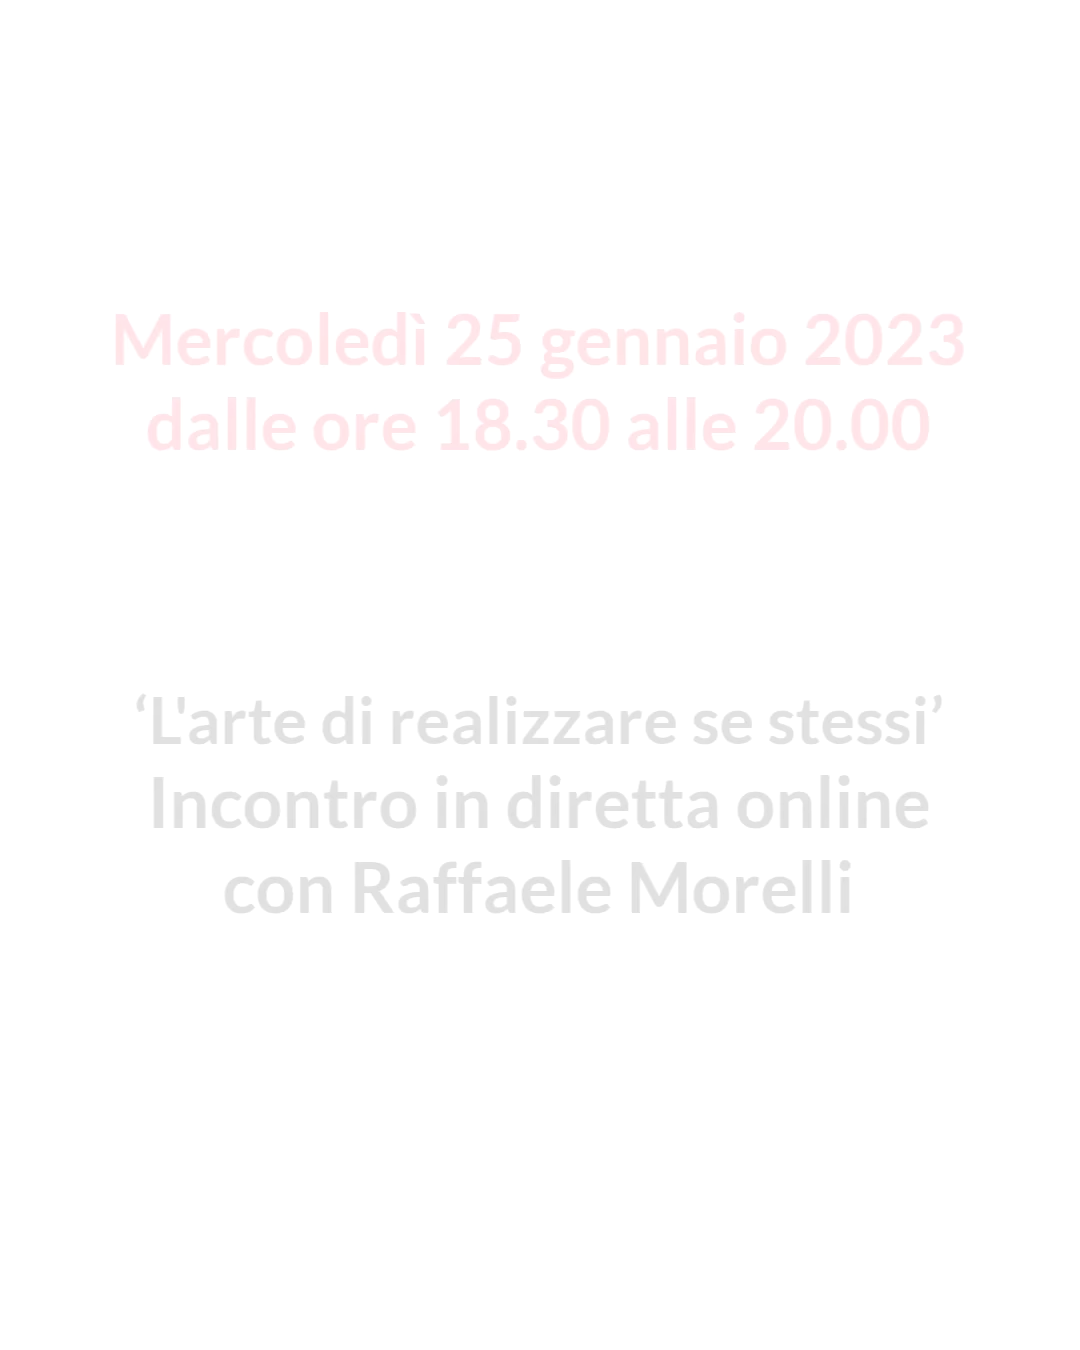 Mercoledì 25 gennaio 2023
dalle ore 18.30 alle 20.00
‘L'arte di realizzare se stessi’
Incontro in diretta online
con Raffaele Morelli